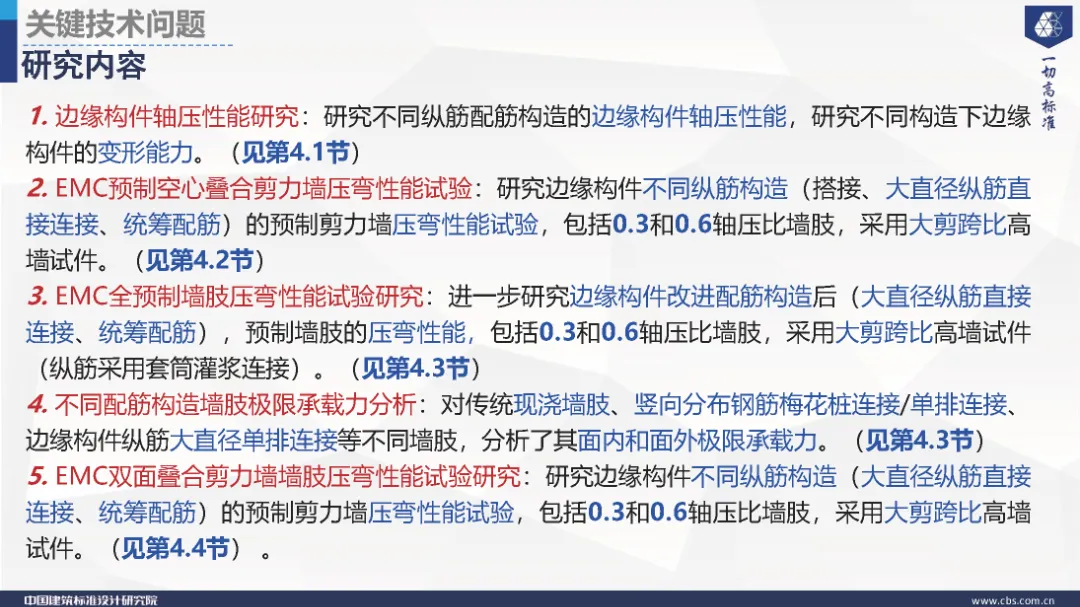 关键技术问题
研究内容
一切高标准
1. 边缘构件轴压性能研究：研究不同纵筋配筋构造的边缘构件轴压性能，研究不同构造下边缘
构件的变形能力。（见第4.1节）
2. EMC预制空心叠合剪力墙压弯性能试验：研究边缘构件不同纵筋构造（搭接、大直径纵筋直
接连接、统筹配筋）的预制剪力墙压弯性能试验，包括0.3和0.6轴压比墙肢，采用大剪跨比高
墙试件。（见第4.2节）
3. EMC全预制墙肢压弯性能试验研究：进一步研究边缘构件改进配筋构造后（大直径纵筋直接
连接、统筹配筋），预制墙肢的压弯性能，包括0.3和0.6轴压比墙肢，采用大剪跨比高墙试件
（纵筋采用套筒灌浆连接）。（见第4.3节）
4. 不同配筋构造墙肢极限承载力分析：对传统现浇墙肢、竖向分布钢筋梅花桩连接/单排连接、
边缘构件纵筋大直径单排连接等不同墙肢，分析了其面内和面外极限承载力。（见第4.3节）
5. EMC双面叠合剪力墙墙肢压弯性能试验研究：研究边缘构件不同纵筋构造（大直径纵筋直接
连接、统筹配筋）的预制剪力墙压弯性能试验，包括0.3和0.6轴压比墙肢，采用大剪跨比高墙
试件。（见第4.4节）。
中国建筑标准设计研究院
www.cbs.com.cn